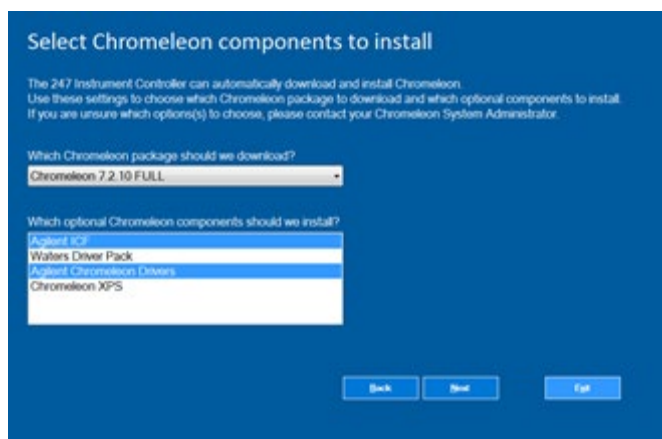 Select Chromeleon components to install
The 247 Instrument Controller can automatically download and install Chromeleon.
Use these settings to choose which Chromeleon package to download and which optional components to install.
If you are unsure which options(s) to choose, please contact your Chromeleon System Administrator.
Which Chromeleon package should we download?
Chromeleon 7.2.10 FULL
Which optional Chromeleon components should we install?
Agilent ICF
Waters Driver Pack
Agilent Chromeleon Drivers
Chromeleon XPS
Back Next Exit